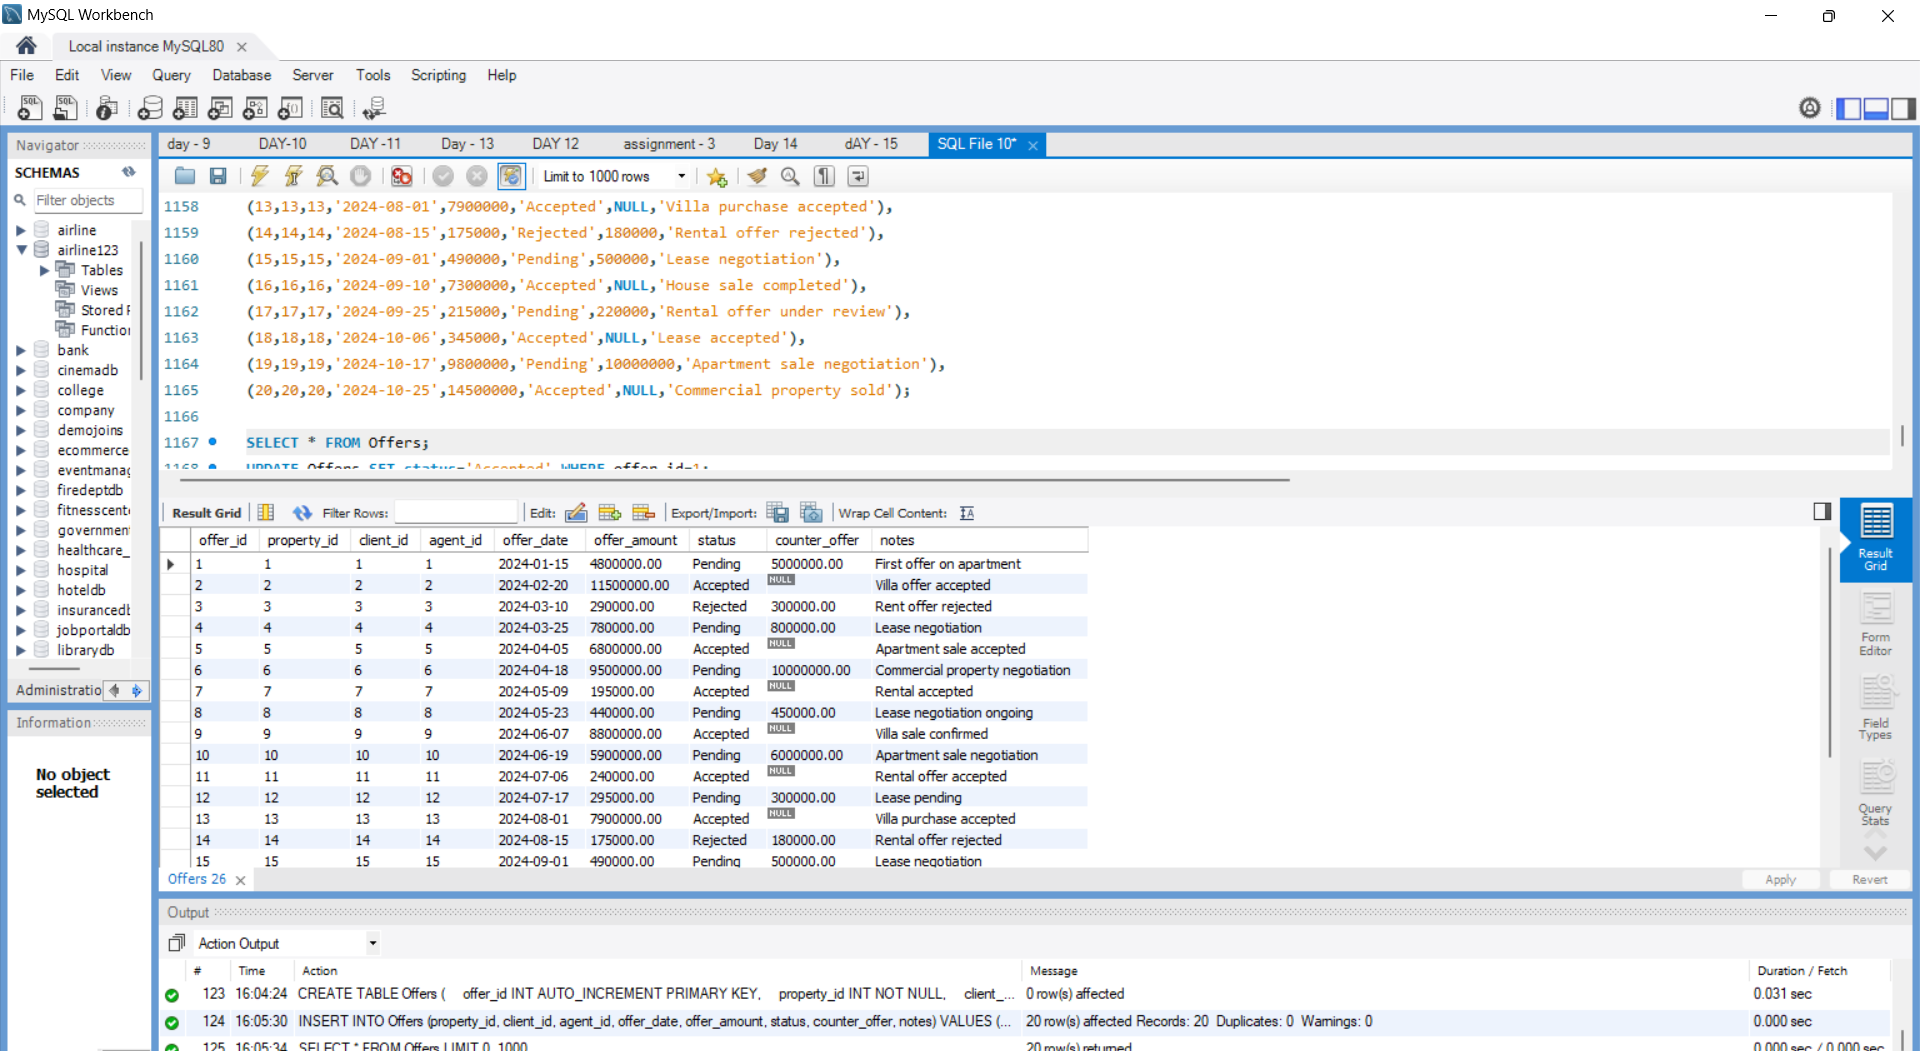 MySQL Workbench
Local instance MySQL80
File Edit View Query Database Server Tools Scripting Help
Navigator
SCHEMAS
Filter objects
airline
airline123
Tables
Views
Stored
Function
bank
cinemadb
college
company
demojoins
ecommerce
eventmanag
firedeptdb
fitnesscent
government
healthcare_
hospital
hoteldb
insurancedb
jobportaldb
librarydb
Administratio
Information
No object
selected
day - 9 DAY-10 DAY -11 Day - 13 DAY 12 assignment - 3 Day 14 dAY - 15 SQL File 10*
Limit to 1000 rows
1158 (13,13,13,'2024-08-01',7900000,'Accepted',NULL,'Villa purchase accepted'),
1159 (14,14,14,'2024-08-15',175000,'Rejected',180000,'Rental offer rejected'),
1160 (15,15,15,'2024-09-01',490000,'Pending',500000,'Lease negotiation'),
1161 (16,16,16,'2024-09-10',7300000,'Accepted',NULL,'House sale completed'),
1162 (17,17,17,'2024-09-25',215000,'Pending',220000,'Rental offer under review'),
1163 (18,18,18,'2024-10-06',345000,'Accepted',NULL,'Lease accepted'),
1164 (19,19,19,'2024-10-17',9800000,'Pending',10000000,'Apartment sale negotiation'),
1165 (20,20,20,'2024-10-25',14500000,'Accepted',NULL,'Commercial property sold');
1166
1167 SELECT * FROM Offers;
1168 UPDATE Offers SET status='Accepted' WHERE offer_id=1;
Result Grid Filter Rows: Edit: Export/Import: Wrap Cell Content:
offer_id property_id client_id agent_id offer_date offer_amount status counter_offer notes
1 1 1 1 2024-01-15 4800000.00 Pending 5000000.00 First offer on apartment
2 2 2 2 2024-02-20 11500000.00 Accepted NULL Villa offer accepted
3 3 3 3 2024-03-10 290000.00 Rejected 300000.00 Rent offer rejected
4 4 4 4 2024-03-25 780000.00 Pending 800000.00 Lease negotiation
5 5 5 5 2024-04-05 6800000.00 Accepted NULL Apartment sale accepted
6 6 6 6 2024-04-18 9500000.00 Pending 10000000.00 Commercial property negotiation
7 7 7 7 2024-05-09 195000.00 Accepted NULL Rental accepted
8 8 8 8 2024-05-23 440000.00 Pending 450000.00 Lease negotiation ongoing
9 9 9 9 2024-06-07 8800000.00 Accepted NULL Villa sale confirmed
10 10 10 10 2024-06-19 5900000.00 Pending 6000000.00 Apartment sale negotiation
11 11 11 11 2024-07-06 240000.00 Accepted NULL Rental offer accepted
12 12 12 12 2024-07-17 295000.00 Pending 300000.00 Lease pending
13 13 13 13 2024-08-01 7900000.00 Accepted NULL Villa purchase accepted
14 14 14 14 2024-08-15 175000.00 Rejected 180000.00 Rental offer rejected
15 15 15 15 2024-09-01 490000.00 Pending 500000.00 Lease negotiation
Result
Grid
Form
Editor
Field
Types
Query
Stats
Offers 26
Apply Revert
Output
Action Output
# Time Action Message Duration / Fetch
123 16:04:24 CREATE TABLE Offers ( offer_id INT AUTO_INCREMENT PRIMARY KEY, property_id INT NOT NULL, client_... 0 row(s) affected 0.031 sec
124 16:05:30 INSERT INTO Offers (property_id, client_id, agent_id, offer_date, offer_amount, status, counter_offer, notes) VALUES (... 20 row(s) affected Records: 20 Duplicates: 0 Warnings: 0 0.000 sec
125 16:05:34 SELECT * FROM Offers LIMIT 0, 1000 20 row(s) returned 0.000 sec / 0.000 sec